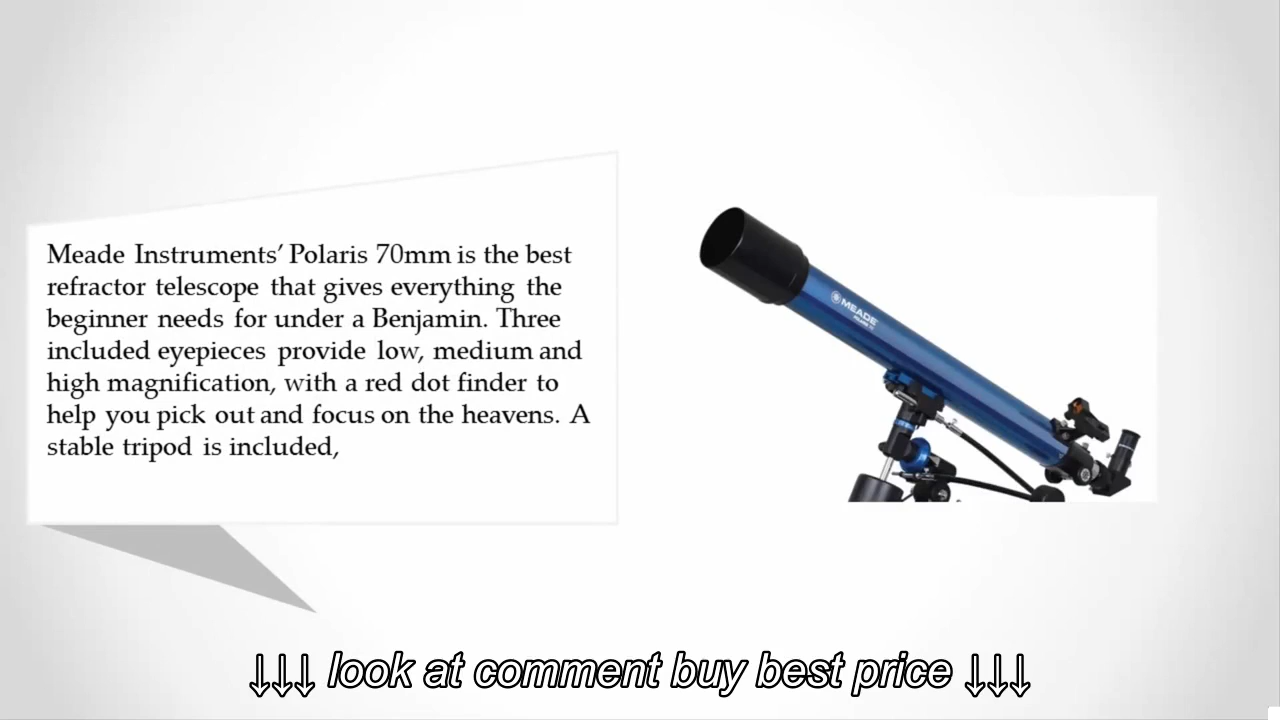 Meade Instruments’ Polaris 70mm is the best
refractor telescope that gives everything the
beginner needs for under a Benjamin. Three
included eyepieces provide low, medium and
high magnification, with a red dot finder to
help you pick out and focus on the heavens. A
stable tripod is included,
MEADE
↓↓↓ look at comment buy best price ↓↓↓